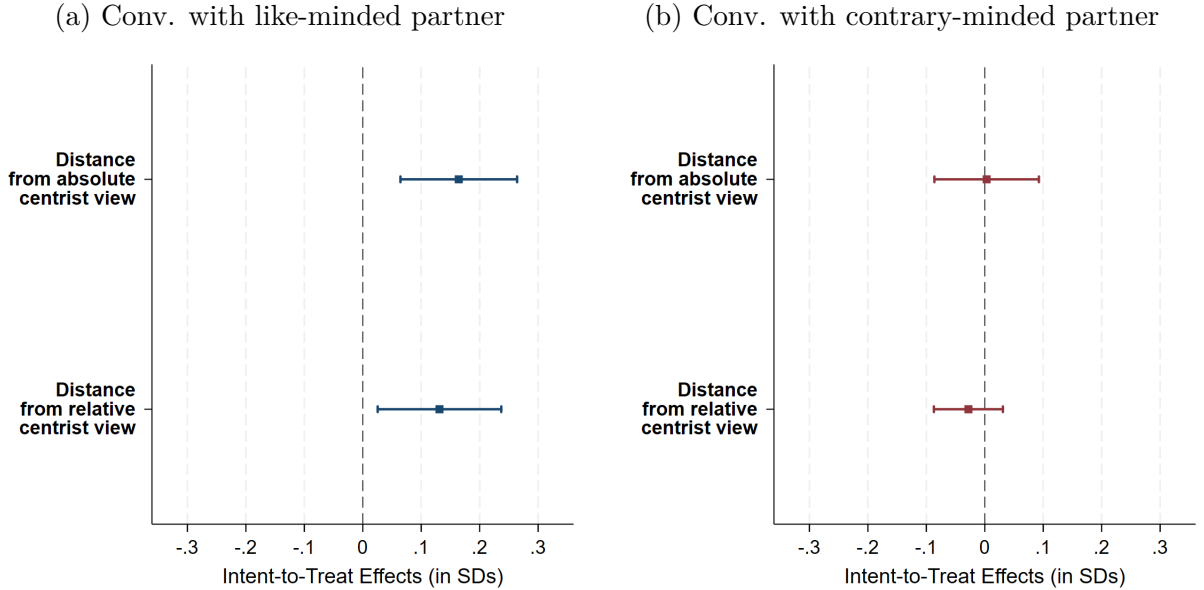 (a) Conv. with like-minded partner
Distance
from absolute
centrist view
Distance
from relative
centrist view
-.3 -.2 -.1 0 .1 .2 .3
Intent-to-Treat Effects (in SDs)
(b) Conv. with contrary-minded partner
Distance
from absolute
centrist view
Distance
from relative
centrist view
-.3 -.2 -.1 0 .1 .2 .3
Intent-to-Treat Effects (in SDs)